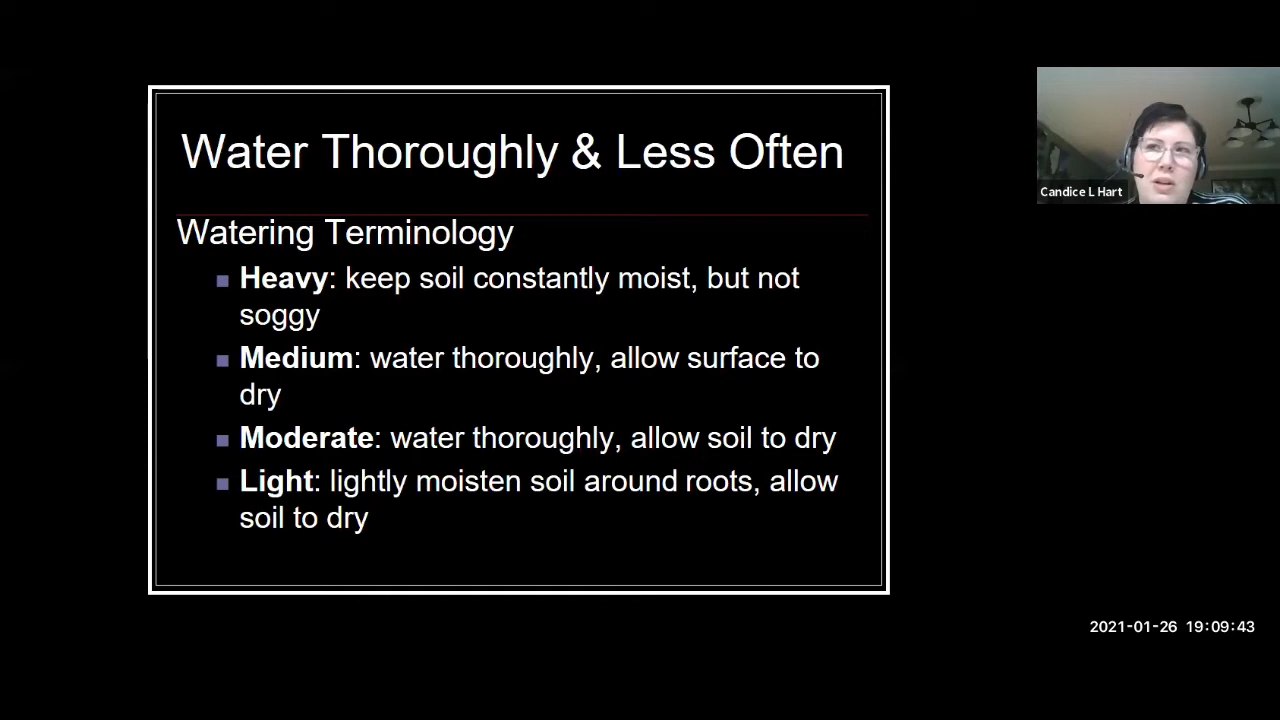 Water Thoroughly & Less Often
Watering Terminology
Heavy: keep soil constantly moist, but not
soggy
Medium: water thoroughly, allow surface to
dry
Moderate: water thoroughly, allow soil to dry
Light: lightly moisten soil around roots, allow
soil to dry
Candice L Hart
2021-01-26 19:09:43